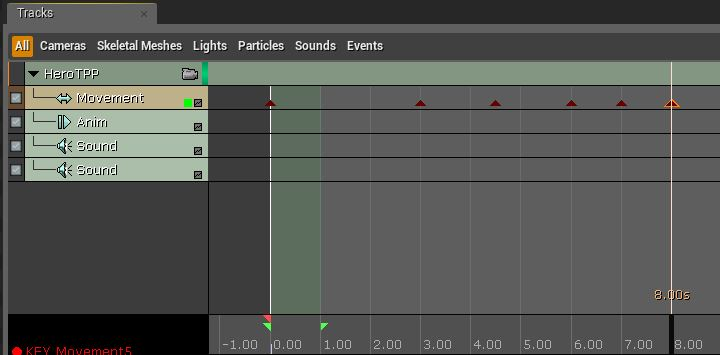 Tracks ×
All Cameras Skeletal Meshes Lights Particles Sounds Events
HeroTPP
Movement
Anim
Sound
Sound
8.00s
-1.00 0.00 1.00 2.00 3.00 4.00 5.00 6.00 7.00 8.00
KEY Movement5